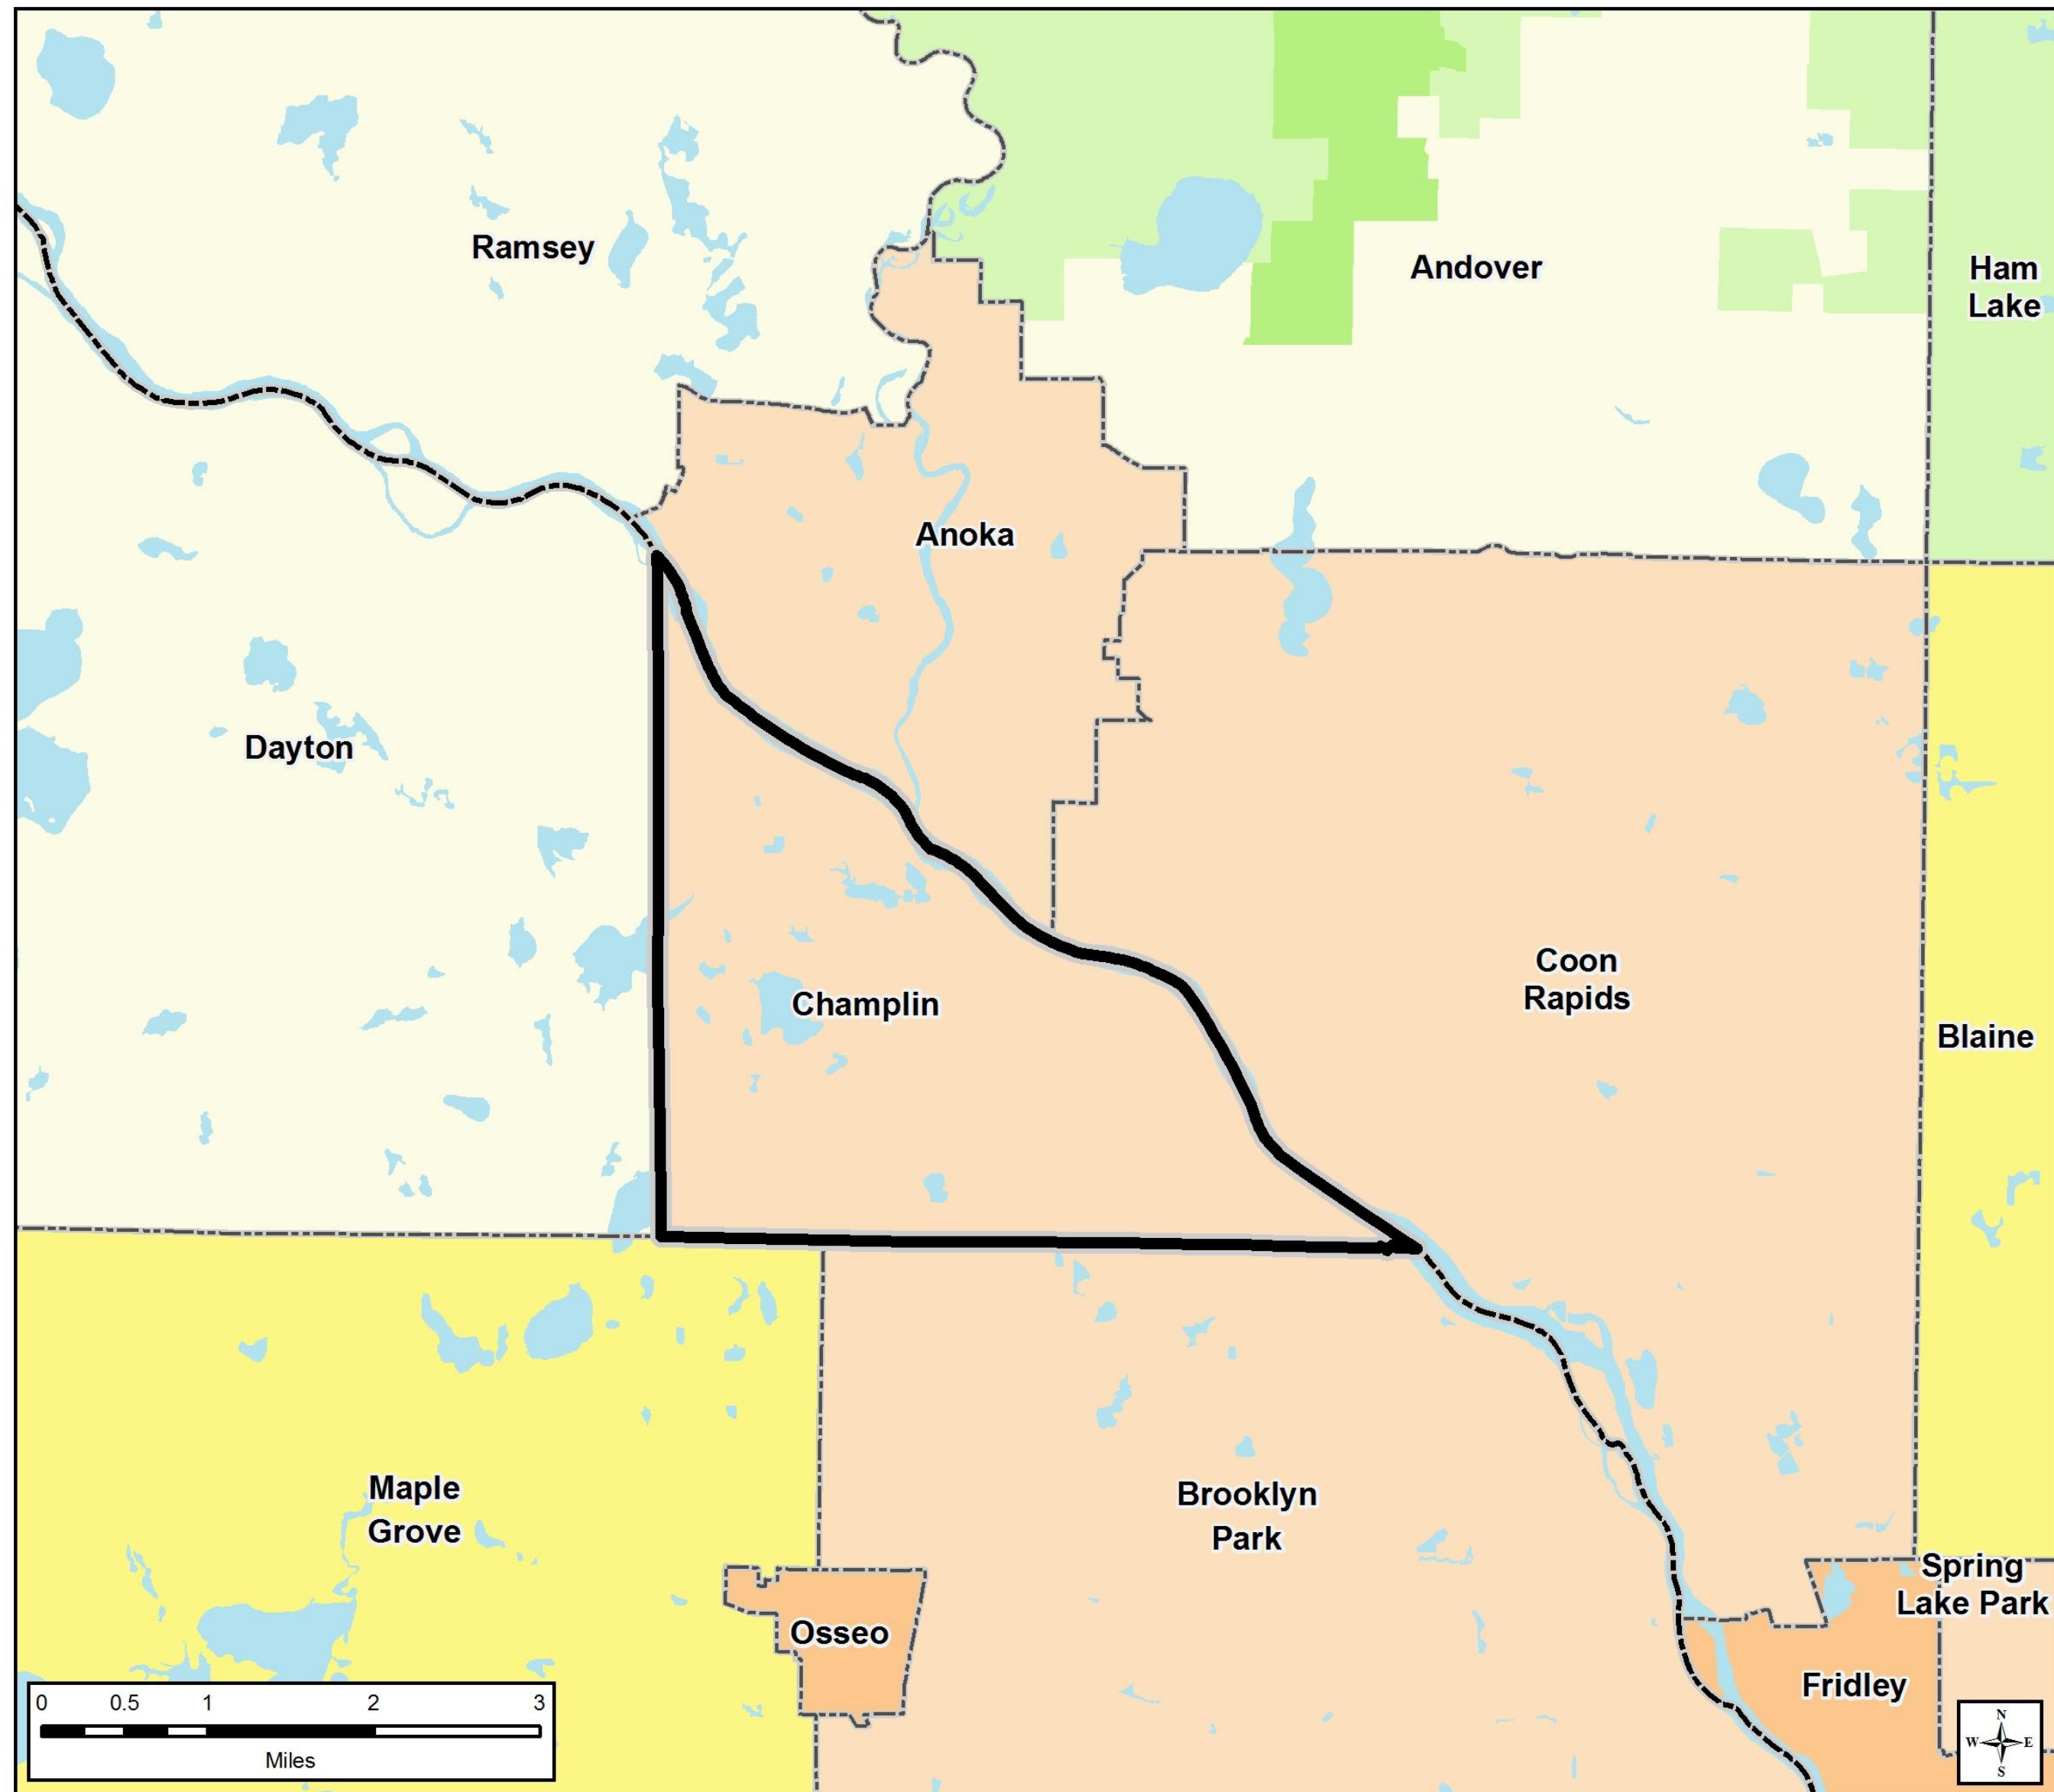 Ramsey
Andover
Ham
Lake
Anoka
Dayton
Coon
Rapids
Champlin
Blaine
Maple
Grove
Brooklyn
Park
Spring
Lake Park
Osseo
Fridley
0 0.5 1 2 3
Miles
N
W E
S